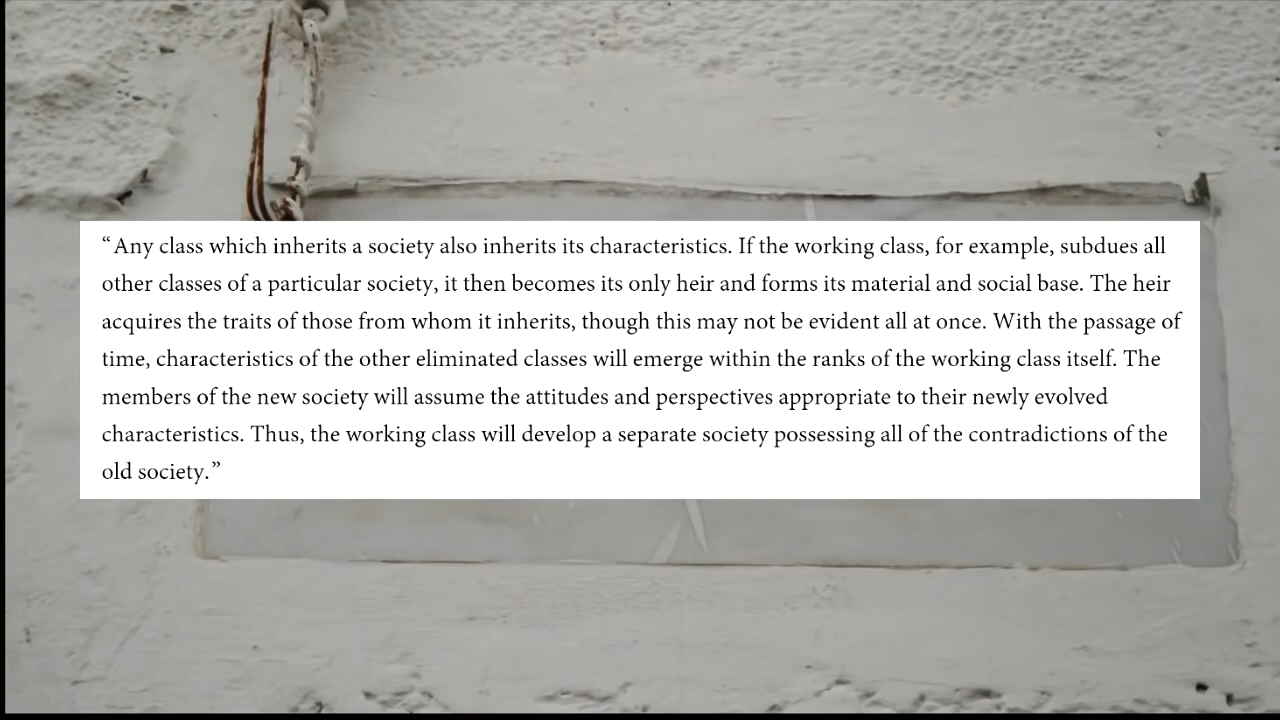 “Any class which inherits a society also inherits its characteristics. If the working class, for example, subdues all
other classes of a particular society, it then becomes its only heir and forms its material and social base. The heir
acquires the traits of those from whom it inherits, though this may not be evident all at once. With the passage of
time, characteristics of the other eliminated classes will emerge within the ranks of the working class itself. The
members of the new society will assume the attitudes and perspectives appropriate to their newly evolved
characteristics. Thus, the working class will develop a separate society possessing all of the contradictions of the
old society.”